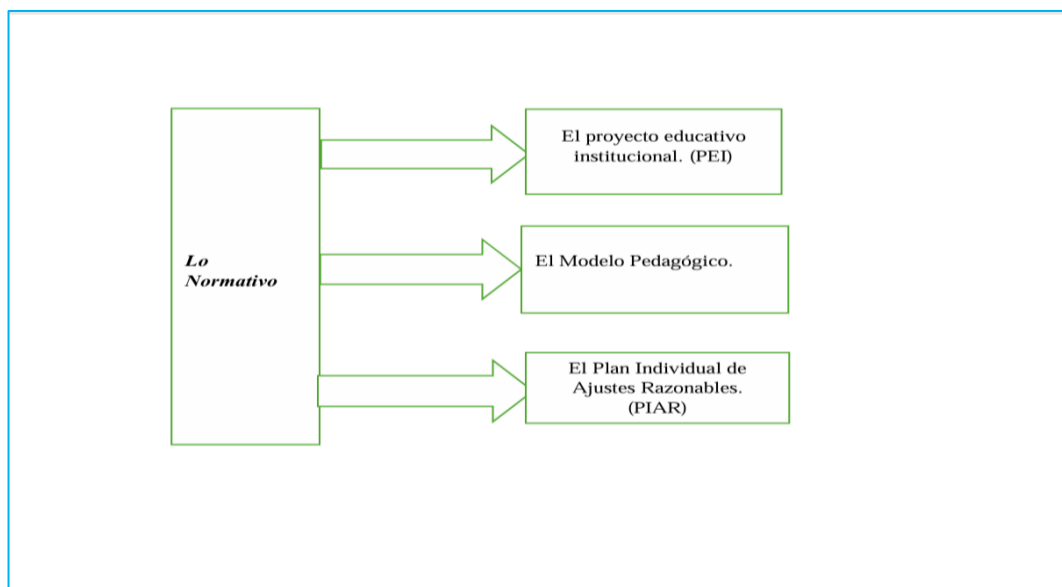 Lo
Normativo
El proyecto educativo
institucional. (PEI)
El Modelo Pedagógico.
El Plan Individual de
Ajustes Razonables.
(PIAR)